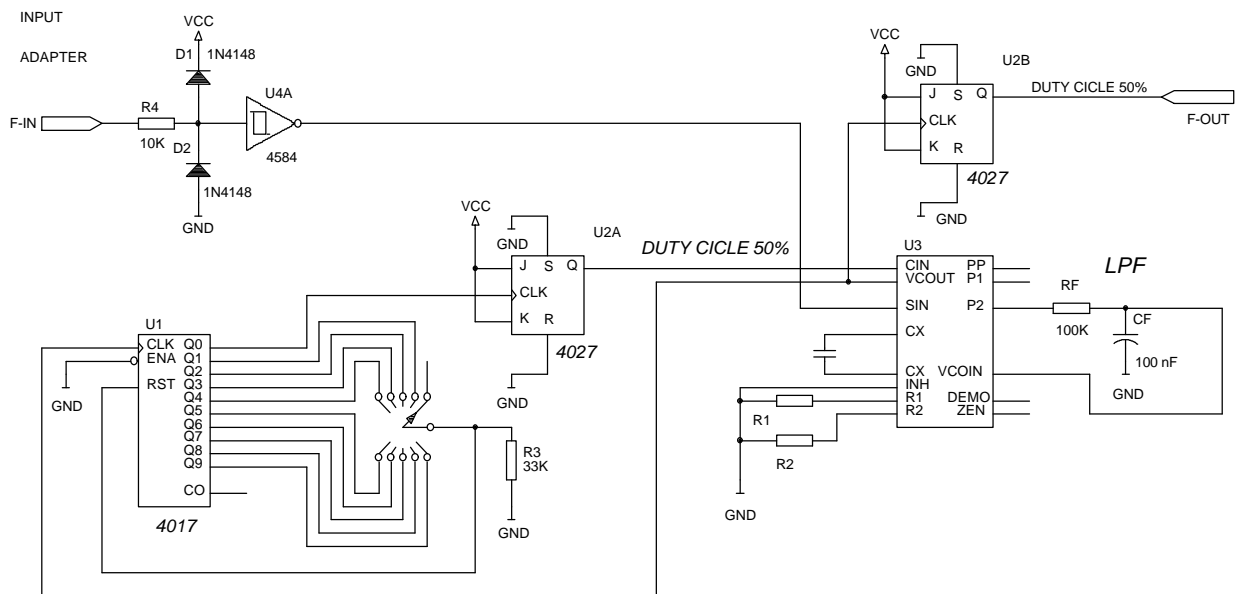 INPUT
ADAPTER
VCC
D1
1N4148
U4A
F-IN
R4
10K
D2
4584
1N4148
GND
VCC
GND
U2B
J
S
Q
CLK
K
R
DUTY CICLE 50%
F-OUT
4027
GND
VCC
GND
U2A
J
S
Q
CLK
K
R
DUTY CICLE 50%
4027
GND
U1
CLK
ENA
RST
Q0
Q1
Q2
Q3
Q4
Q5
Q6
Q7
Q8
Q9
CO
4017
GND
R3
33K
GND
U3
CIN
VCOUT
SIN
CX
CX
INH
R1
R2
PP
P1
P2
VCOIN
DEMO
ZEN
LPF
RF
100K
CF
100 nF
GND
R1
R2
GND